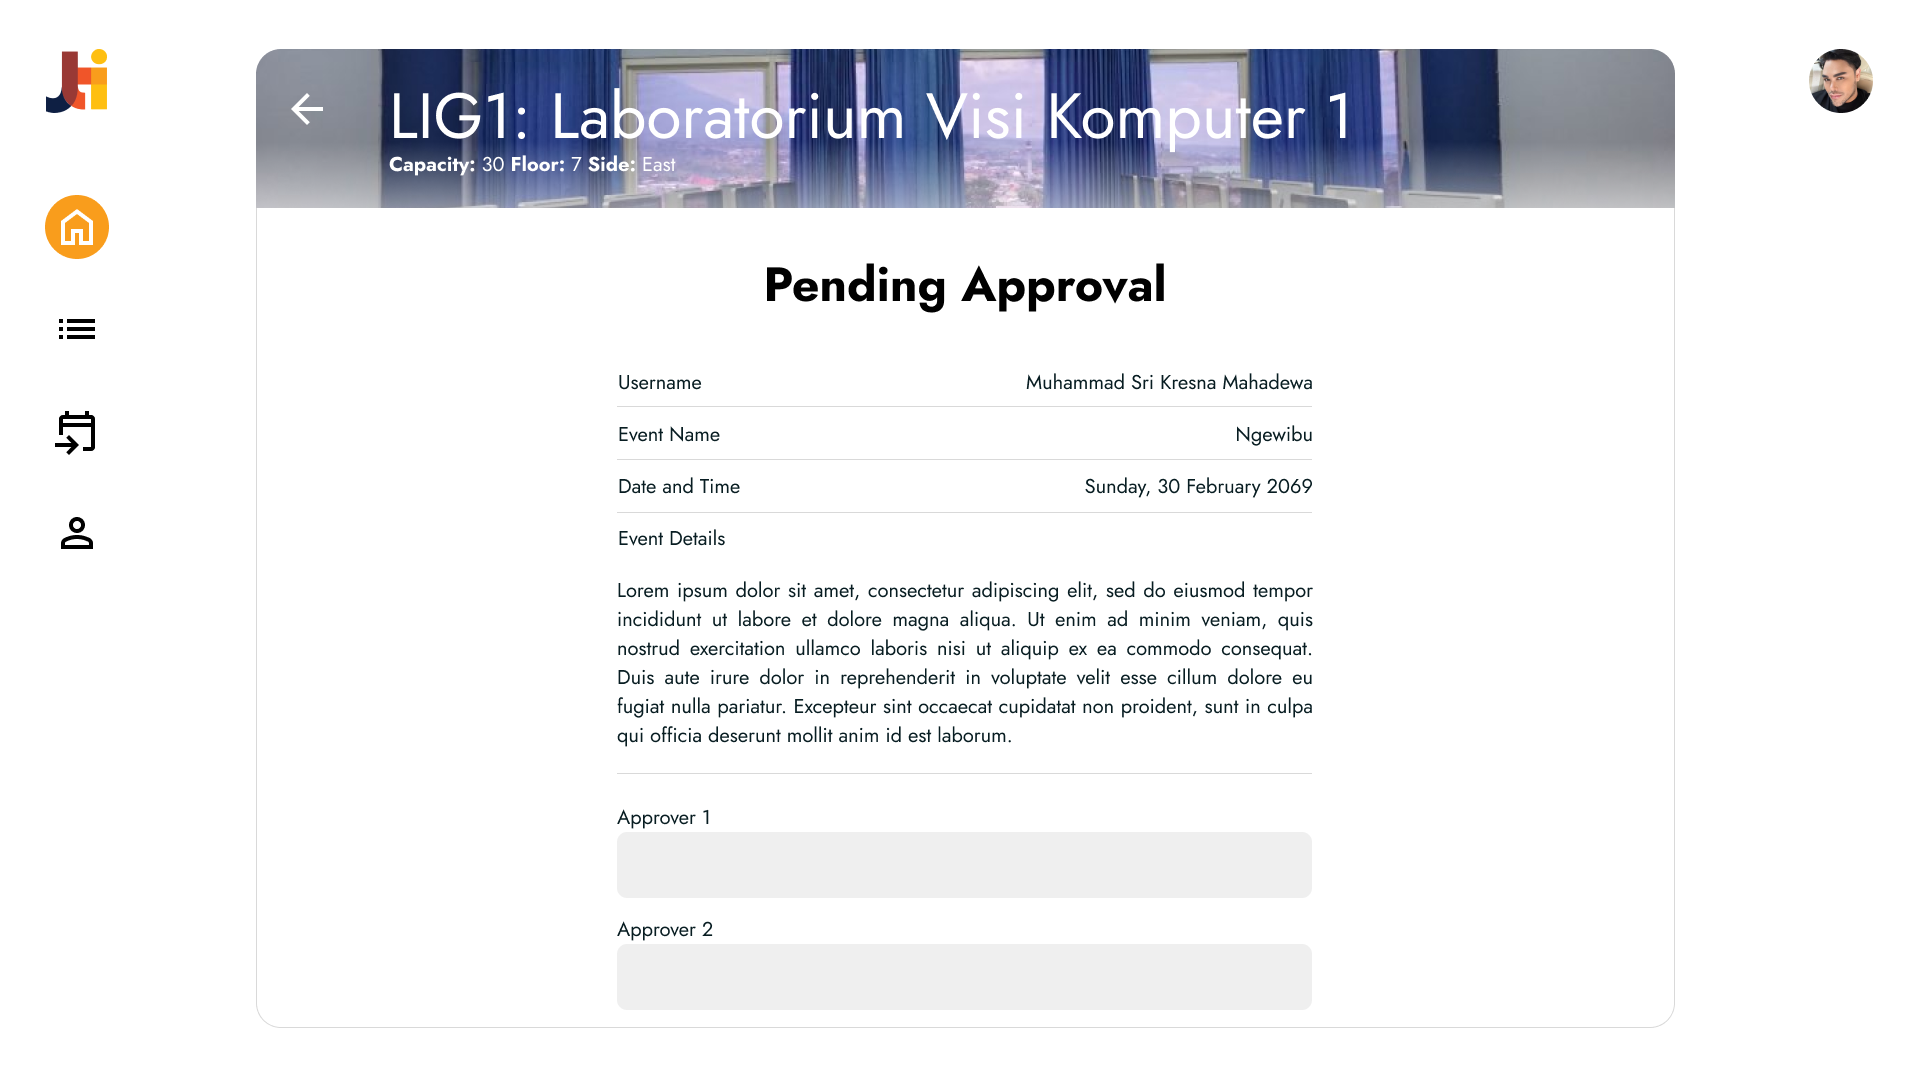 JTI
LIG1: Laboratorium Visi Komputer 1
Capacity: 30 Floor: 7 Side: East
Pending Approval
Username Muhammad Sri Kresna Mahadewa
Event Name Ngewibu
Date and Time Sunday, 30 February 2069
Event Details
Lorem ipsum dolor sit amet, consectetur adipiscing elit, sed do eiusmod tempor
incididunt ut labore et dolore magna aliqua. Ut enim ad minim veniam, quis
nostrud exercitation ullamco laboris nisi ut aliquip ex ea commodo consequat.
Duis aute irure dolor in reprehenderit in voluptate velit esse cillum dolore eu
fugiat nulla pariatur. Excepteur sint occaecat cupidatat non proident, sunt in culpa
qui officia deserunt mollit anim id est laborum.
Approver 1
Approver 2